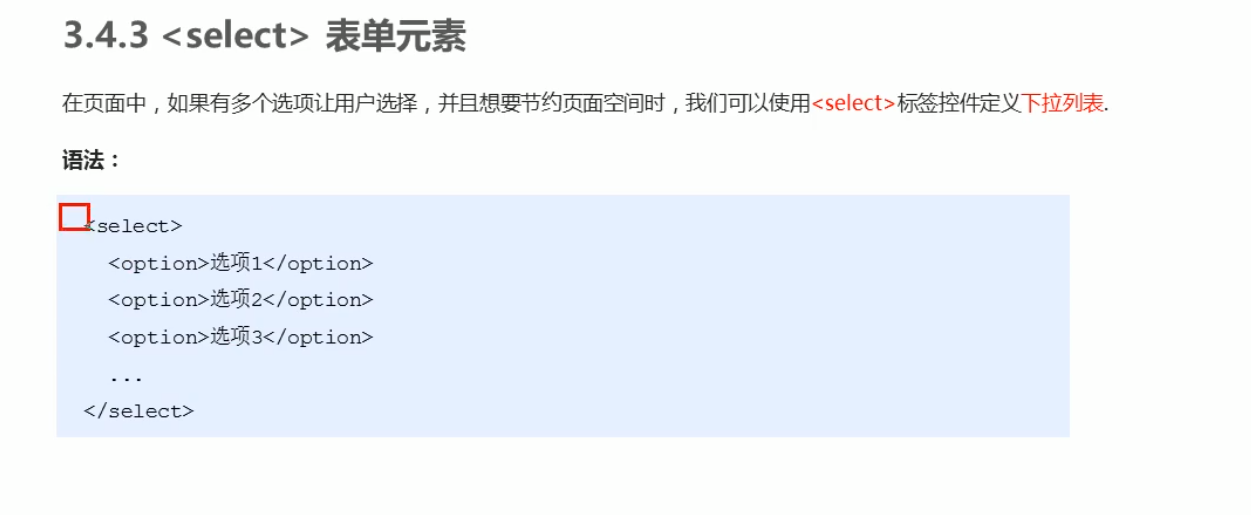 3.4.3 <select> 表单元素
在页面中，如果有多个选项让用户选择，并且想要节约页面空间时，我们可以使用<select>标签控件定义下拉列表.
语法：
<select>
<option>选项1</option>
<option>选项2</option>
<option>选项3</option>
...
</select>